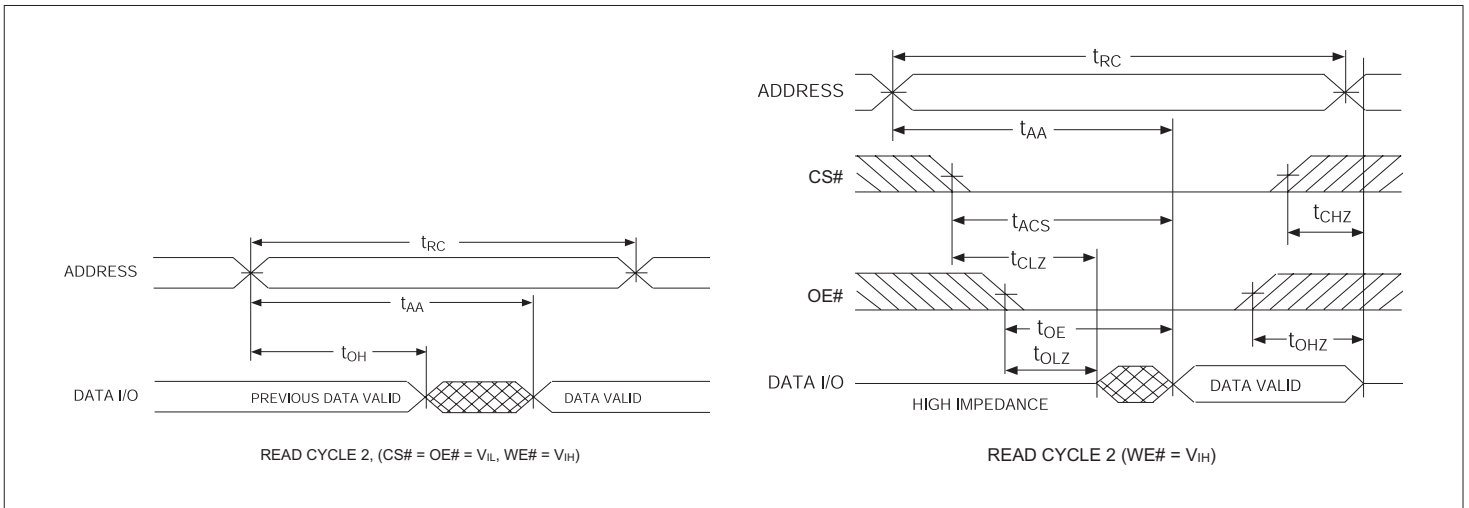 tRC
ADDRESS
tAA
tOH
DATA I/O
PREVIOUS DATA VALID
DATA VALID
READ CYCLE 2, (CS# = OE# = VIL, WE# = VIH)
tRC
ADDRESS
tAA
CS#
tACS
tCHZ
tCLZ
OE#
tOE
tOHZ
tOLZ
DATA I/O
DATA VALID
HIGH IMPEDANCE
READ CYCLE 2 (WE# = VIH)